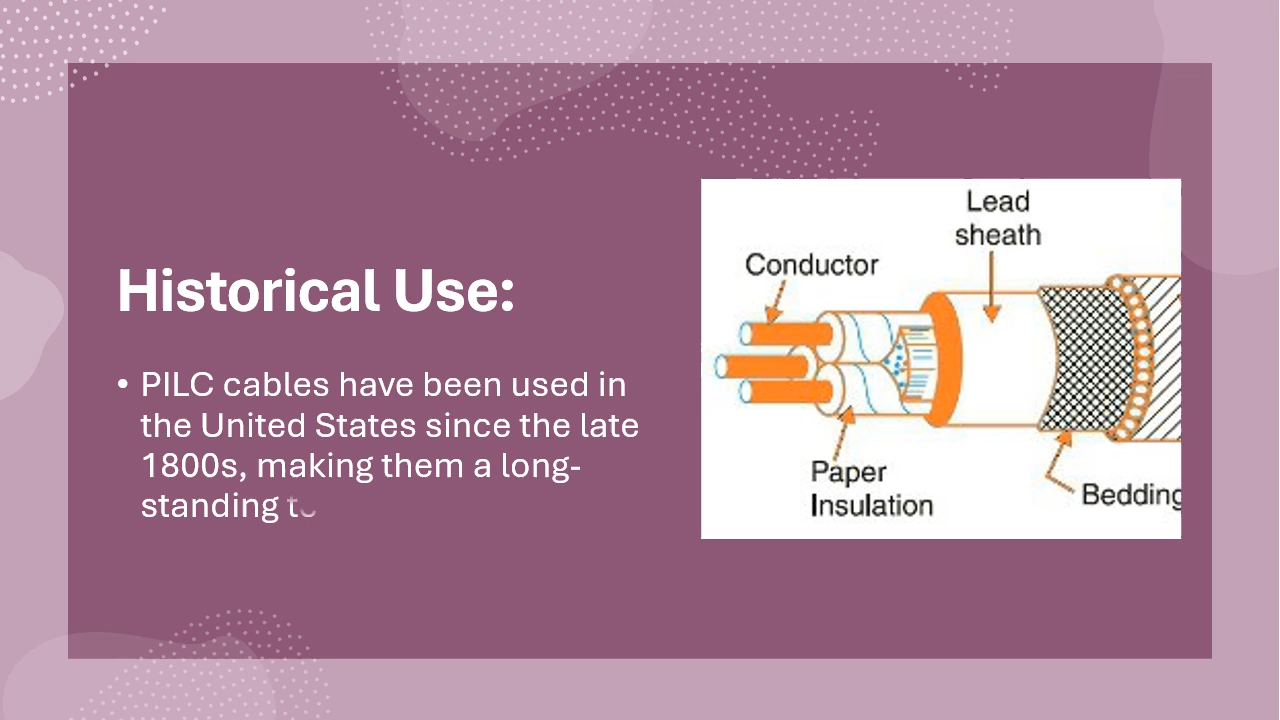 Historical Use:
• PILC cables have been used in
the United States since the late
1800s, making them a long-
standing
Lead
sheath
Conductor
Paper
Insulation
Bedding